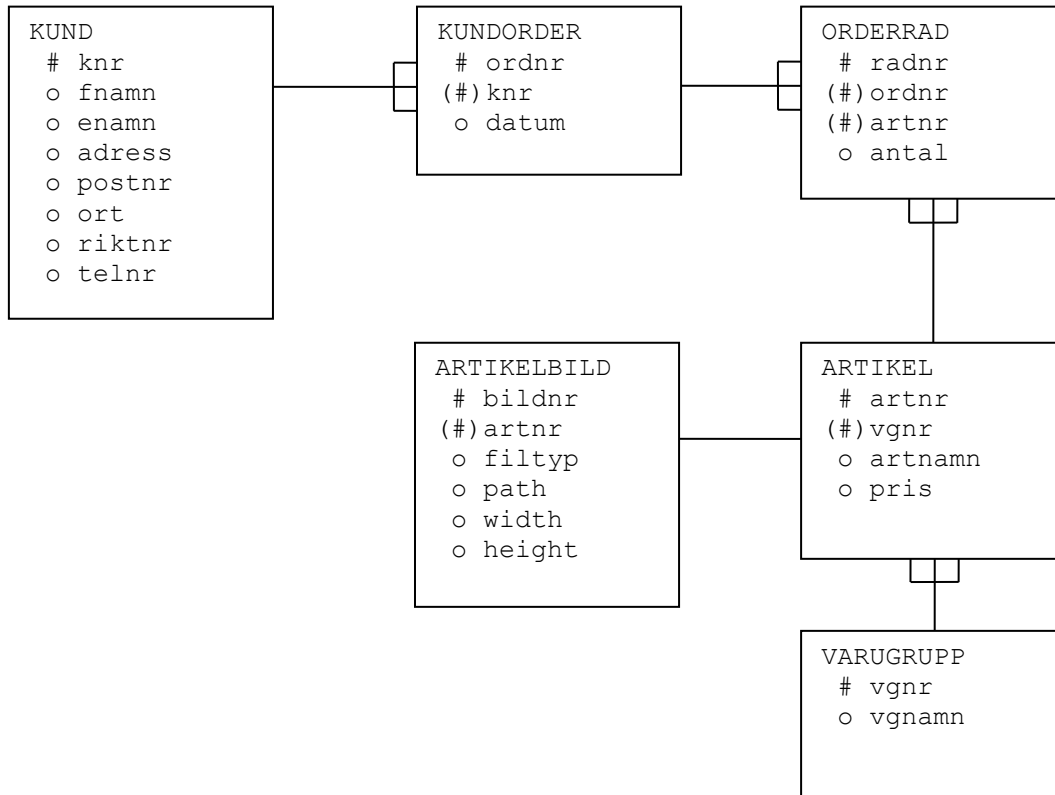 KUND
# knr
o fnamn
o enamn
o adress
o postnr
o ort
o riktnr
o telnr
KUNDORDER
# ordnr
(#)knr
o datum
ORDERRAD
# radnr
(#)ordnr
(#)artnr
o antal
ARTIKELBILD
# bildnr
(#)artnr
o filtyp
o path
o width
o height
ARTIKEL
# artnr
(#)vgnr
o artnamn
o pris
VARUGRUPP
# vgnr
o vgnamn